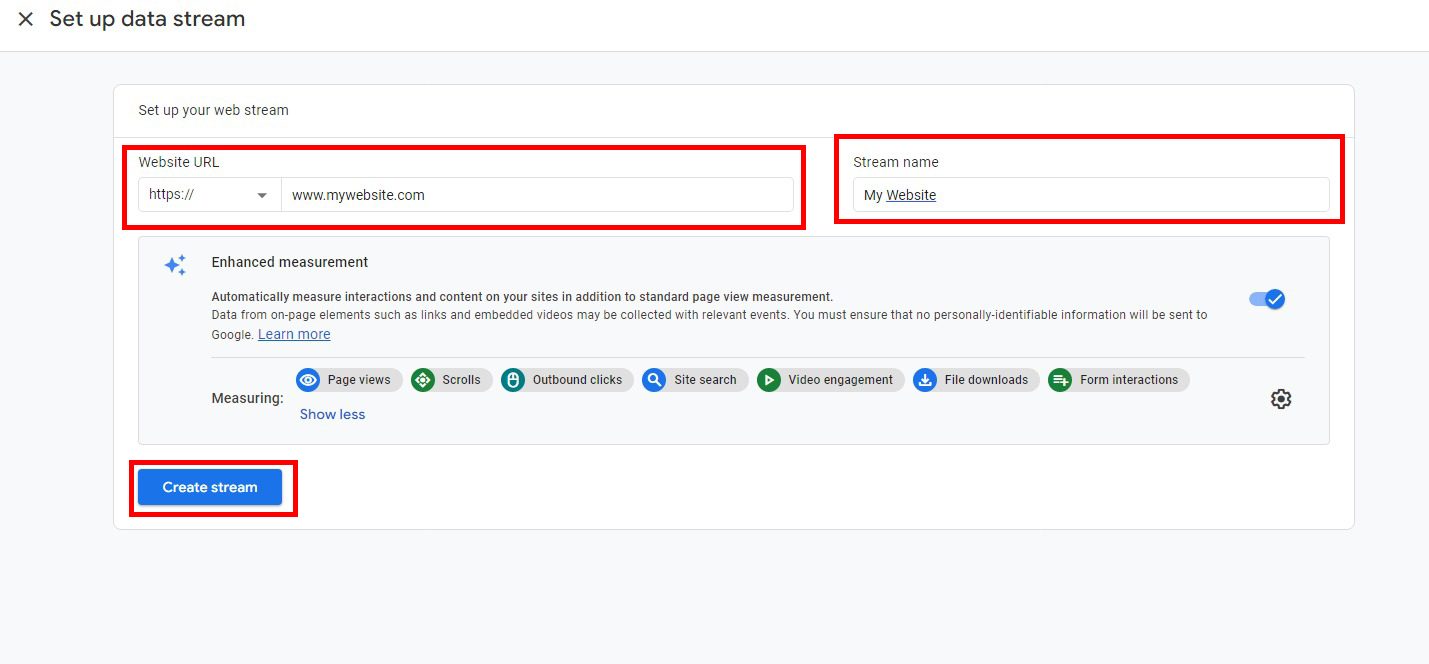 Set up data stream
Set up your web stream
Website URL
https://
www.mywebsite.com
Stream name
My Website
Enhanced measurement
Automatically measure interactions and content on your sites in addition to standard page view measurement.
Data from on-page elements such as links and embedded videos may be collected with relevant events. You must ensure that no personally-identifiable information will be sent to
Google. Learn more
Measuring:
Page views
Scrolls
Outbound clicks
Site search
Video engagement
File downloads
Form interactions
Show less
Create stream